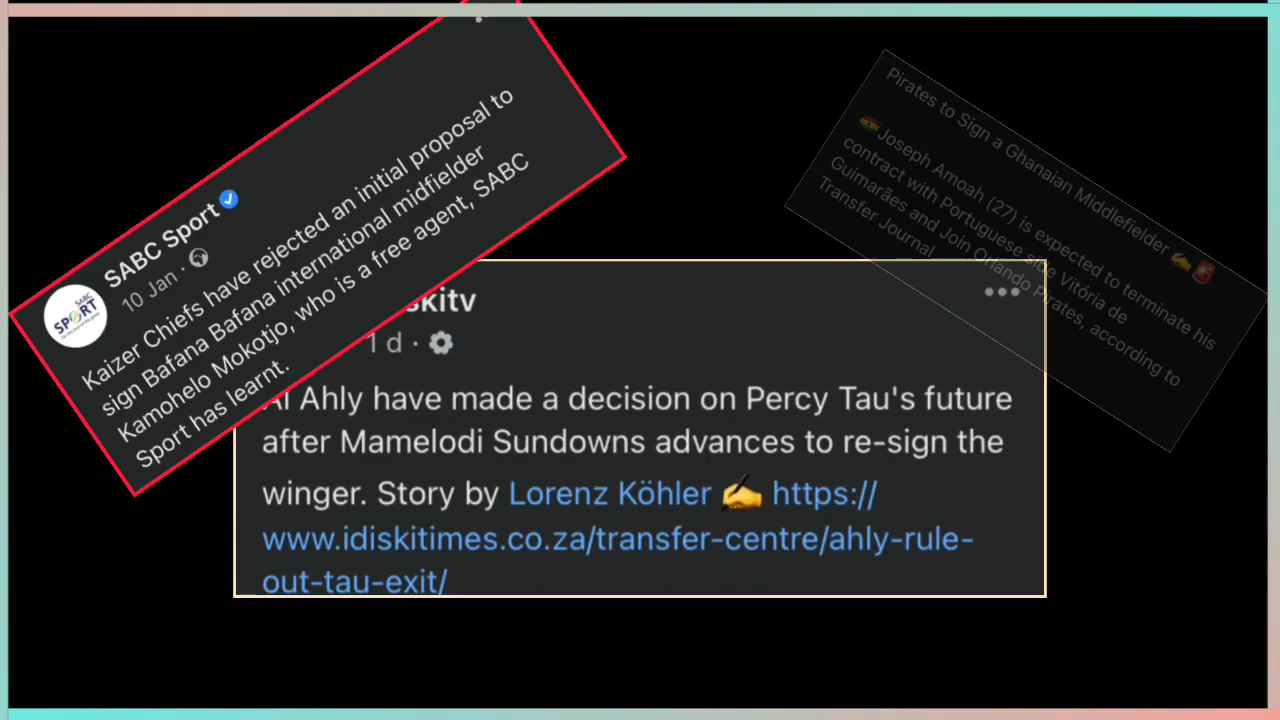 SABC Sport
10 Jan ·
Kaizer Chiefs have rejected an initial proposal to
sign Bafana Bafana international midfielder
Kamohelo Mokotjo, who is a free agent, SABC
Sport has learnt.
SABC
SPORT
Pirates to Sign a Ghanaian Middlefielder ✍️🚨
🇬🇭Joseph Amoah (27) is expected to terminate his
contract with Portuguese side Vitória de
Guimarães and Join Orlando Pirates, according to
Transfer Journal
skitv
1 d ·
Al Ahly have made a decision on Percy Tau's future
after Mamelodi Sundowns advances to re-sign the
winger. Story by Lorenz Köhler ✍️ https://
www.idiskitimes.co.za/transfer-centre/ahly-rule-
out-tau-exit/